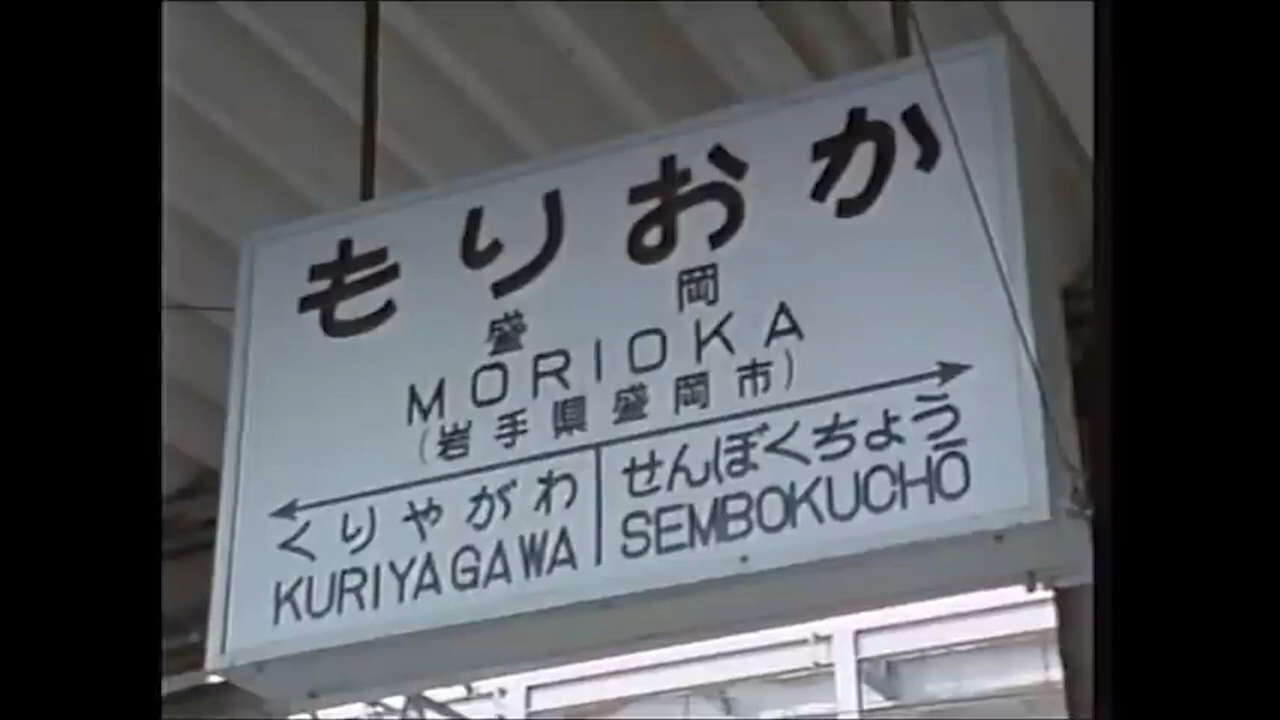 もりおか
盛岡
MORIOKA
(岩手県盛岡市)
くりやがわ
KURIYAGAWA
せんぼくちょう
SEMBOKUCHŌ